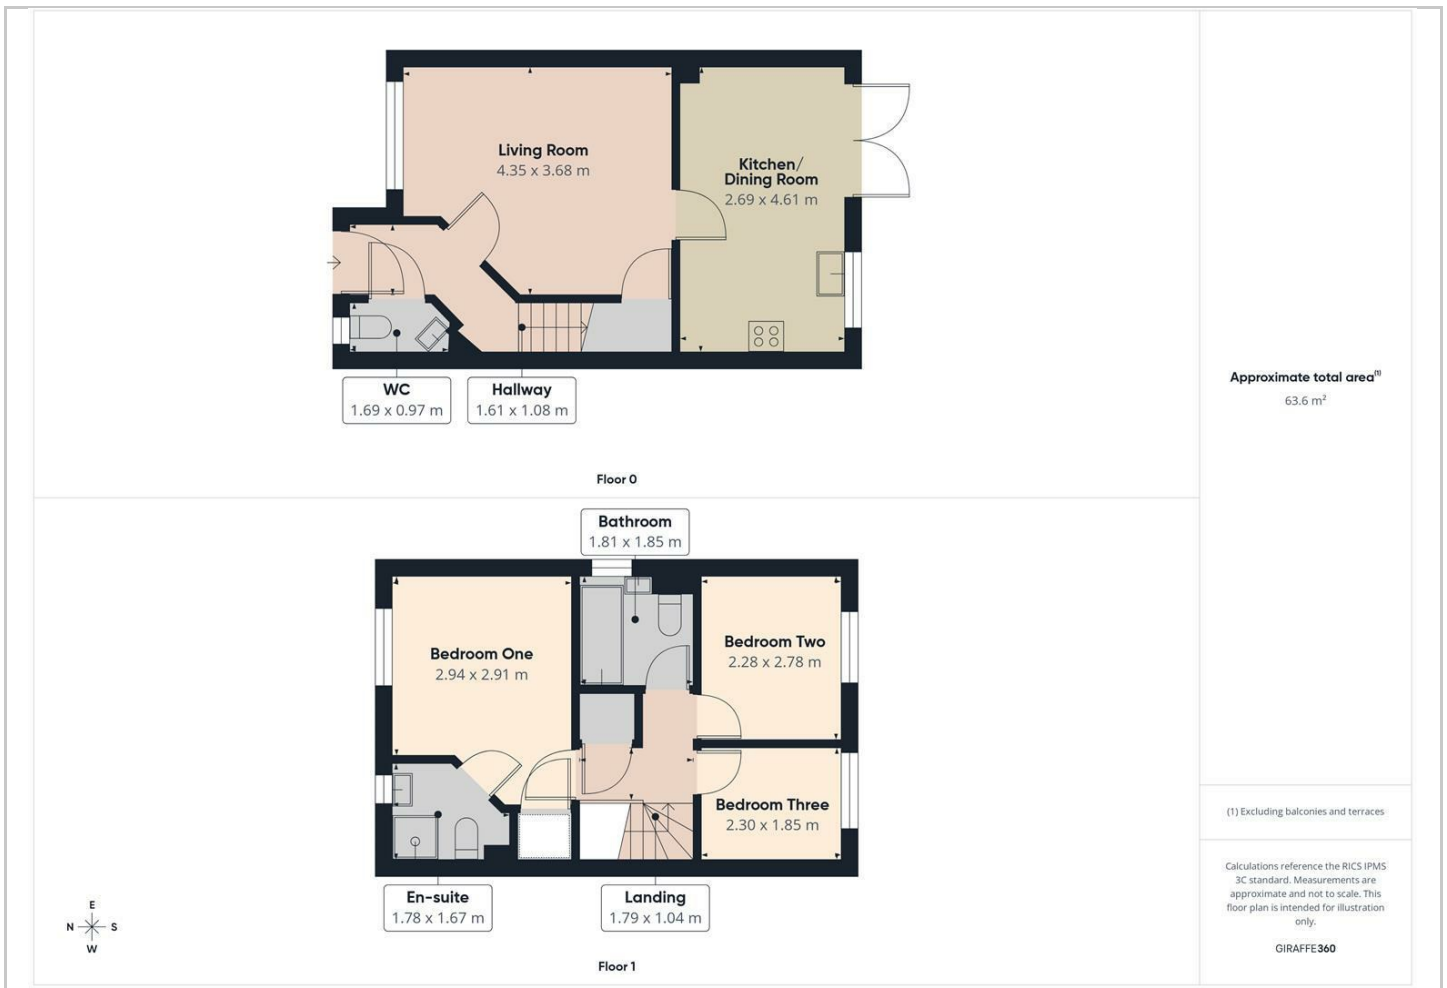 Living Room
4.35 x 3.68 m
Kitchen/
Dining Room
2.69 x 4.61 m
WC
1.69 x 0.97 m
Hallway
1.61 x 1.08 m
Floor 0
Approximate total area(1)
63.6 m²
Bathroom
1.81 x 1.85 m
Bedroom One
2.94 x 2.91 m
Bedroom Two
2.28 x 2.78 m
Bedroom Three
2.30 x 1.85 m
En-suite
1.78 x 1.67 m
Landing
1.79 x 1.04 m
E
N S
W
Floor 1
(1) Excluding balconies and terraces
Calculations reference the RICS IPMS
3C standard. Measurements are
approximate and not to scale. This
floor plan is intended for illustration
only.
GIRAFFE360